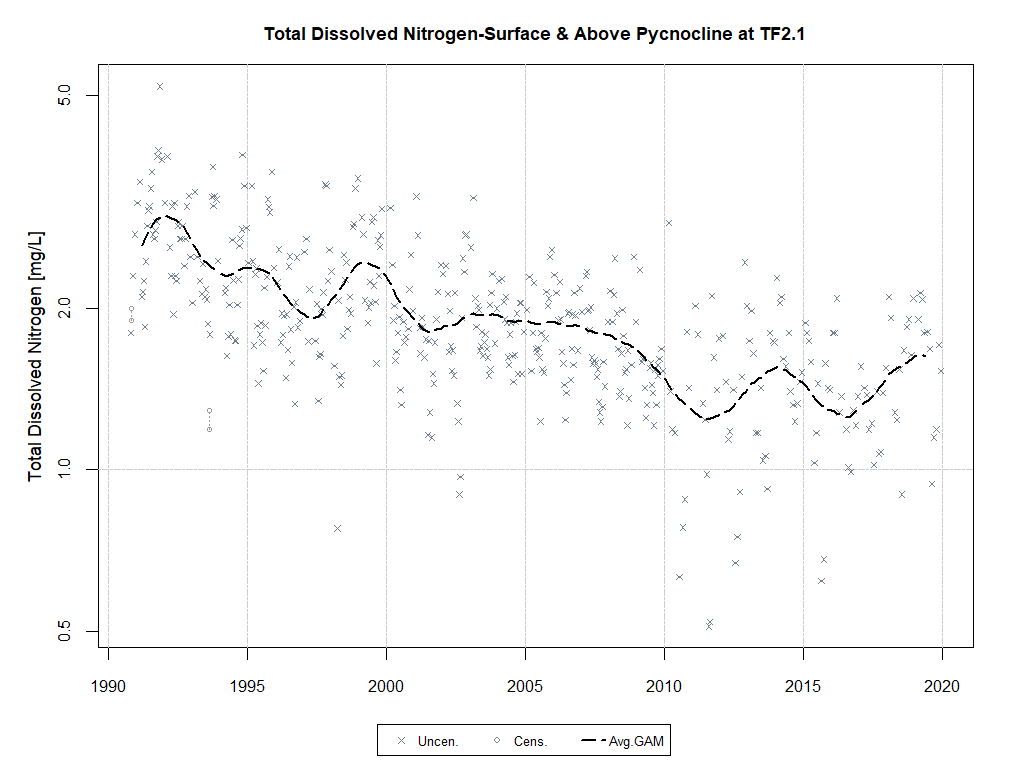 Total Dissolved Nitrogen-Surface & Above Pycnocline at TF2.1
Total Dissolved Nitrogen [mg/L]
5.0
2.0
1.0
0.5
1990 1995 2000 2005 2010 2015 2020
Uncen. Cens. Avg.GAM